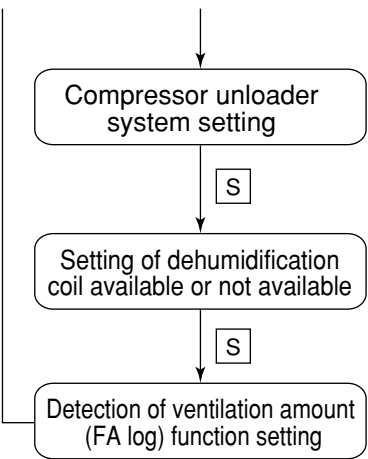 Compressor unloader
system setting
S
Setting of dehumidification
coil available or not available
S
Detection of ventilation amount
(FA log) function setting